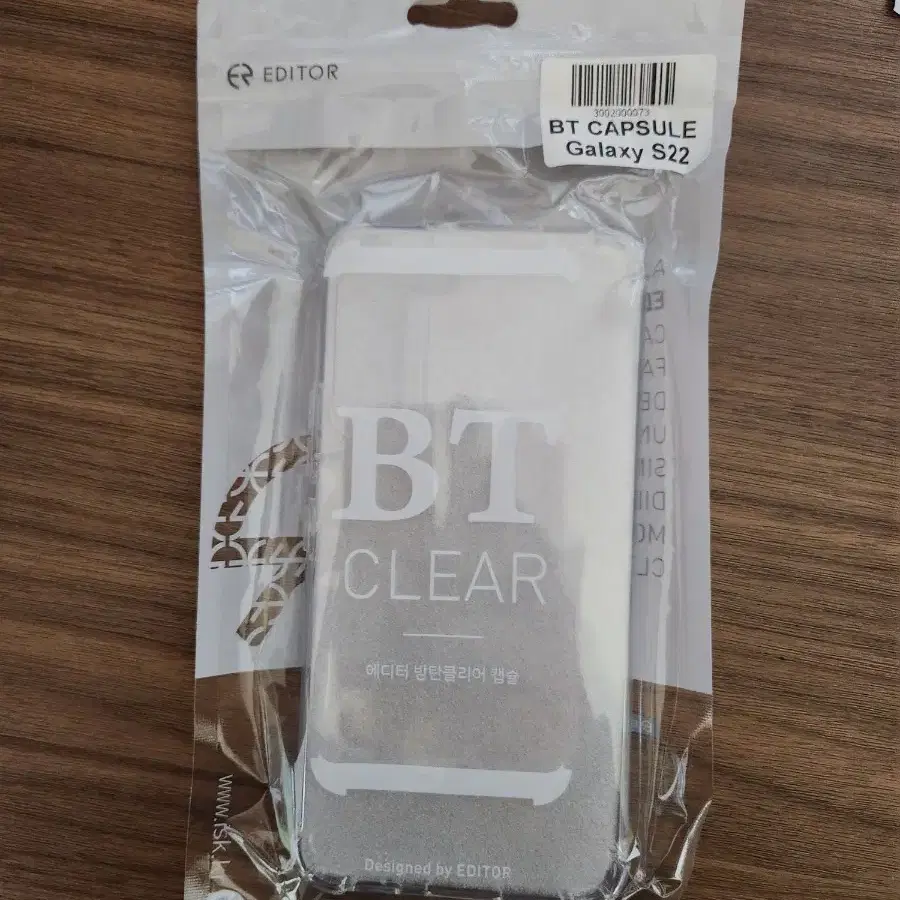 EDITOR
3002000073
BT CAPSULE
Galaxy S22
BT
CLEAR
에디터 방탄클리어 캡슐
Designed by EDITOR